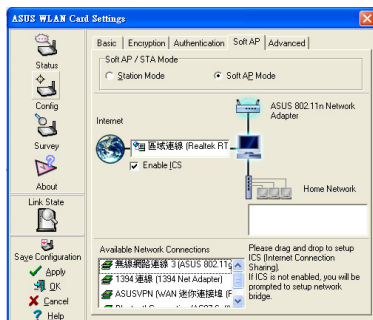 ASUS WLAN Card Settings
Status
Config
Survey
About
Link State
Save Configuration
Apply
OK
Cancel
Help
Basic
Encryption
Authentication
Soft AP
Advanced
Soft AP / STA Mode
Station Mode
Soft AP Mode
Internet
ASUS 802.11n Network
Adapter
區域連線 (Realtek RT
Enable ICS
Home Network
Available Network Connections
無線網路連線 3 (ASUS 802.11g
1394 連線 (1394 Net Adapter)
ASUSVPN (WAN 迷你連接埠 (F
Please drag and drop to setup
ICS (Internet Connection
Sharing).
If ICS is not enabled, you will be
prompted to setup network
bridge.